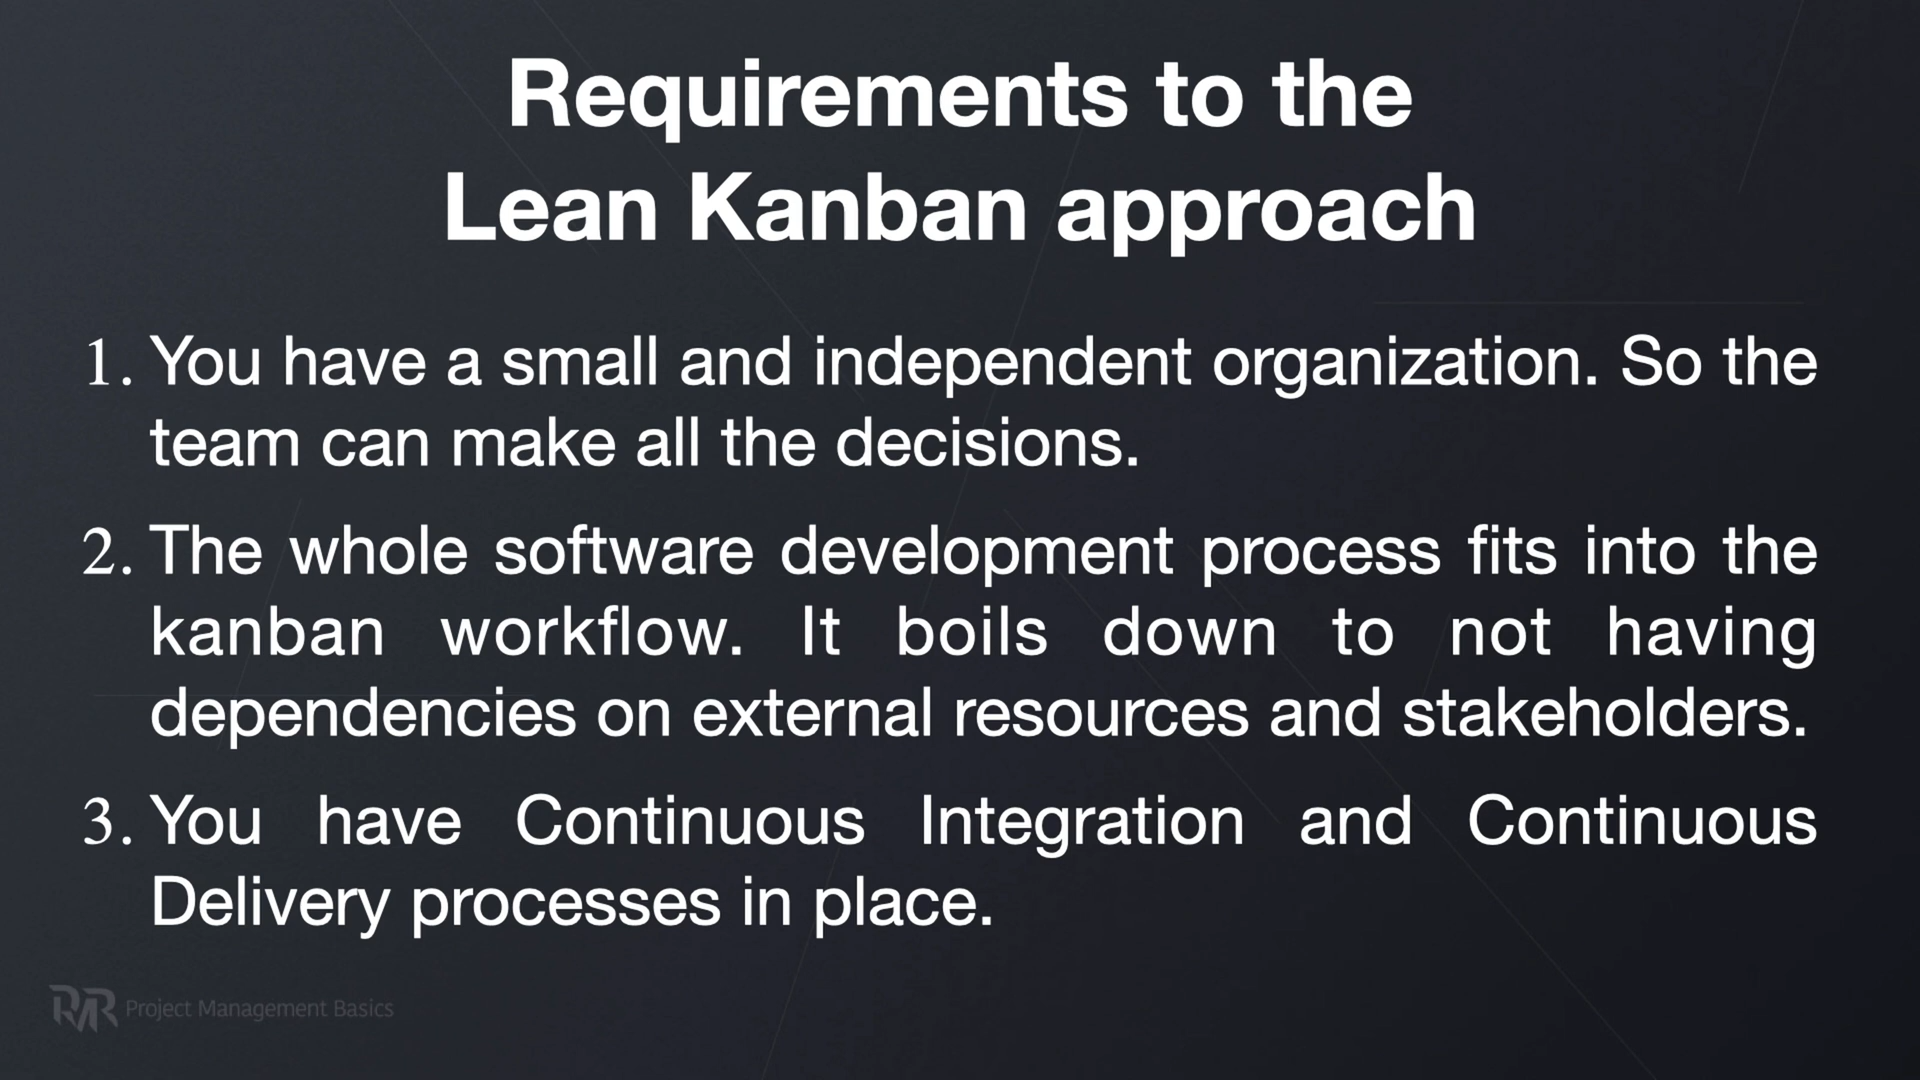 Requirements to the
Lean Kanban approach
1. You have a small and independent organization. So the
team can make all the decisions.
2. The whole software development process fits into the
kanban workflow. It boils down to not having
dependencies on external resources and stakeholders.
3. You have Continuous Integration and Continuous
Delivery processes in place.
PMR Project Management Basics